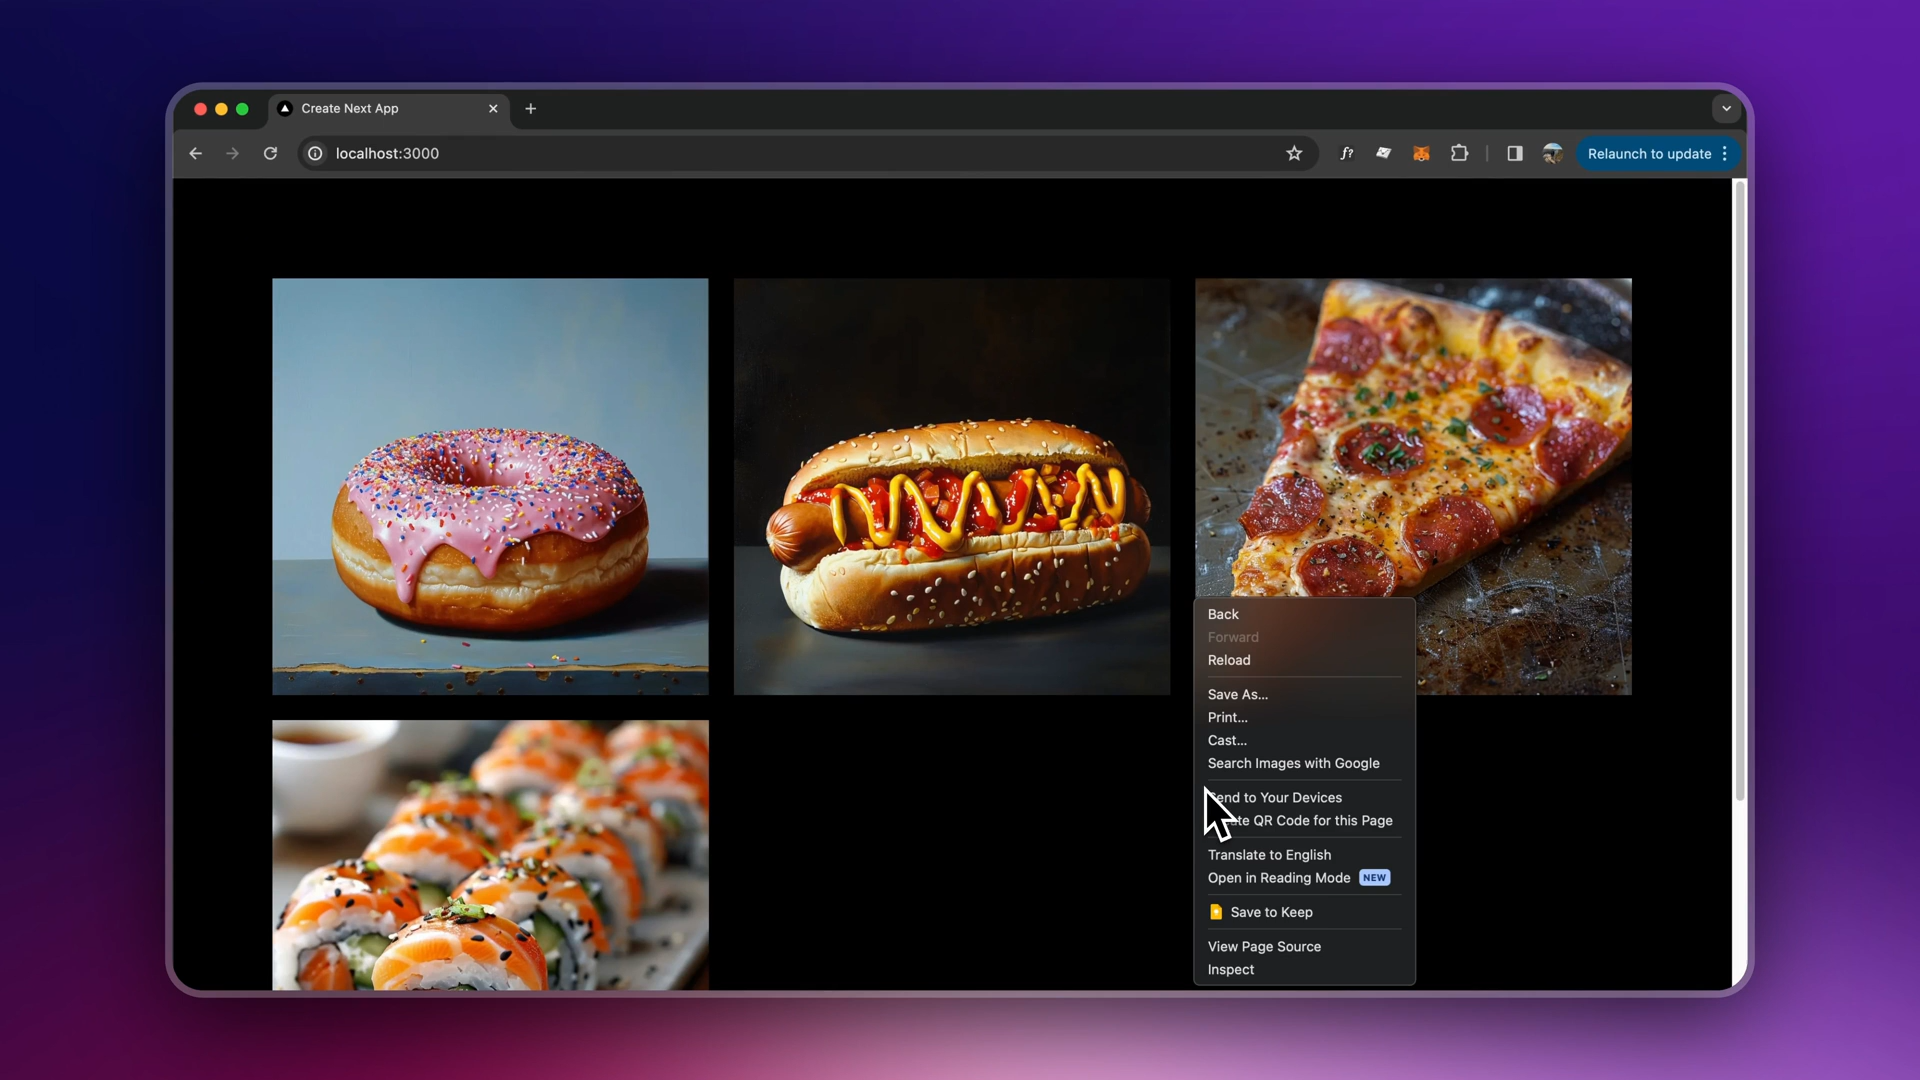 Create Next App
localhost:3000
f?
Relaunch to update
Back
Forward
Reload
Save As...
Print...
Cast...
Search Images with Google
end to Your Devices
te QR Code for this Page
Translate to English
Open in Reading Mode NEW
Save to Keep
View Page Source
Inspect